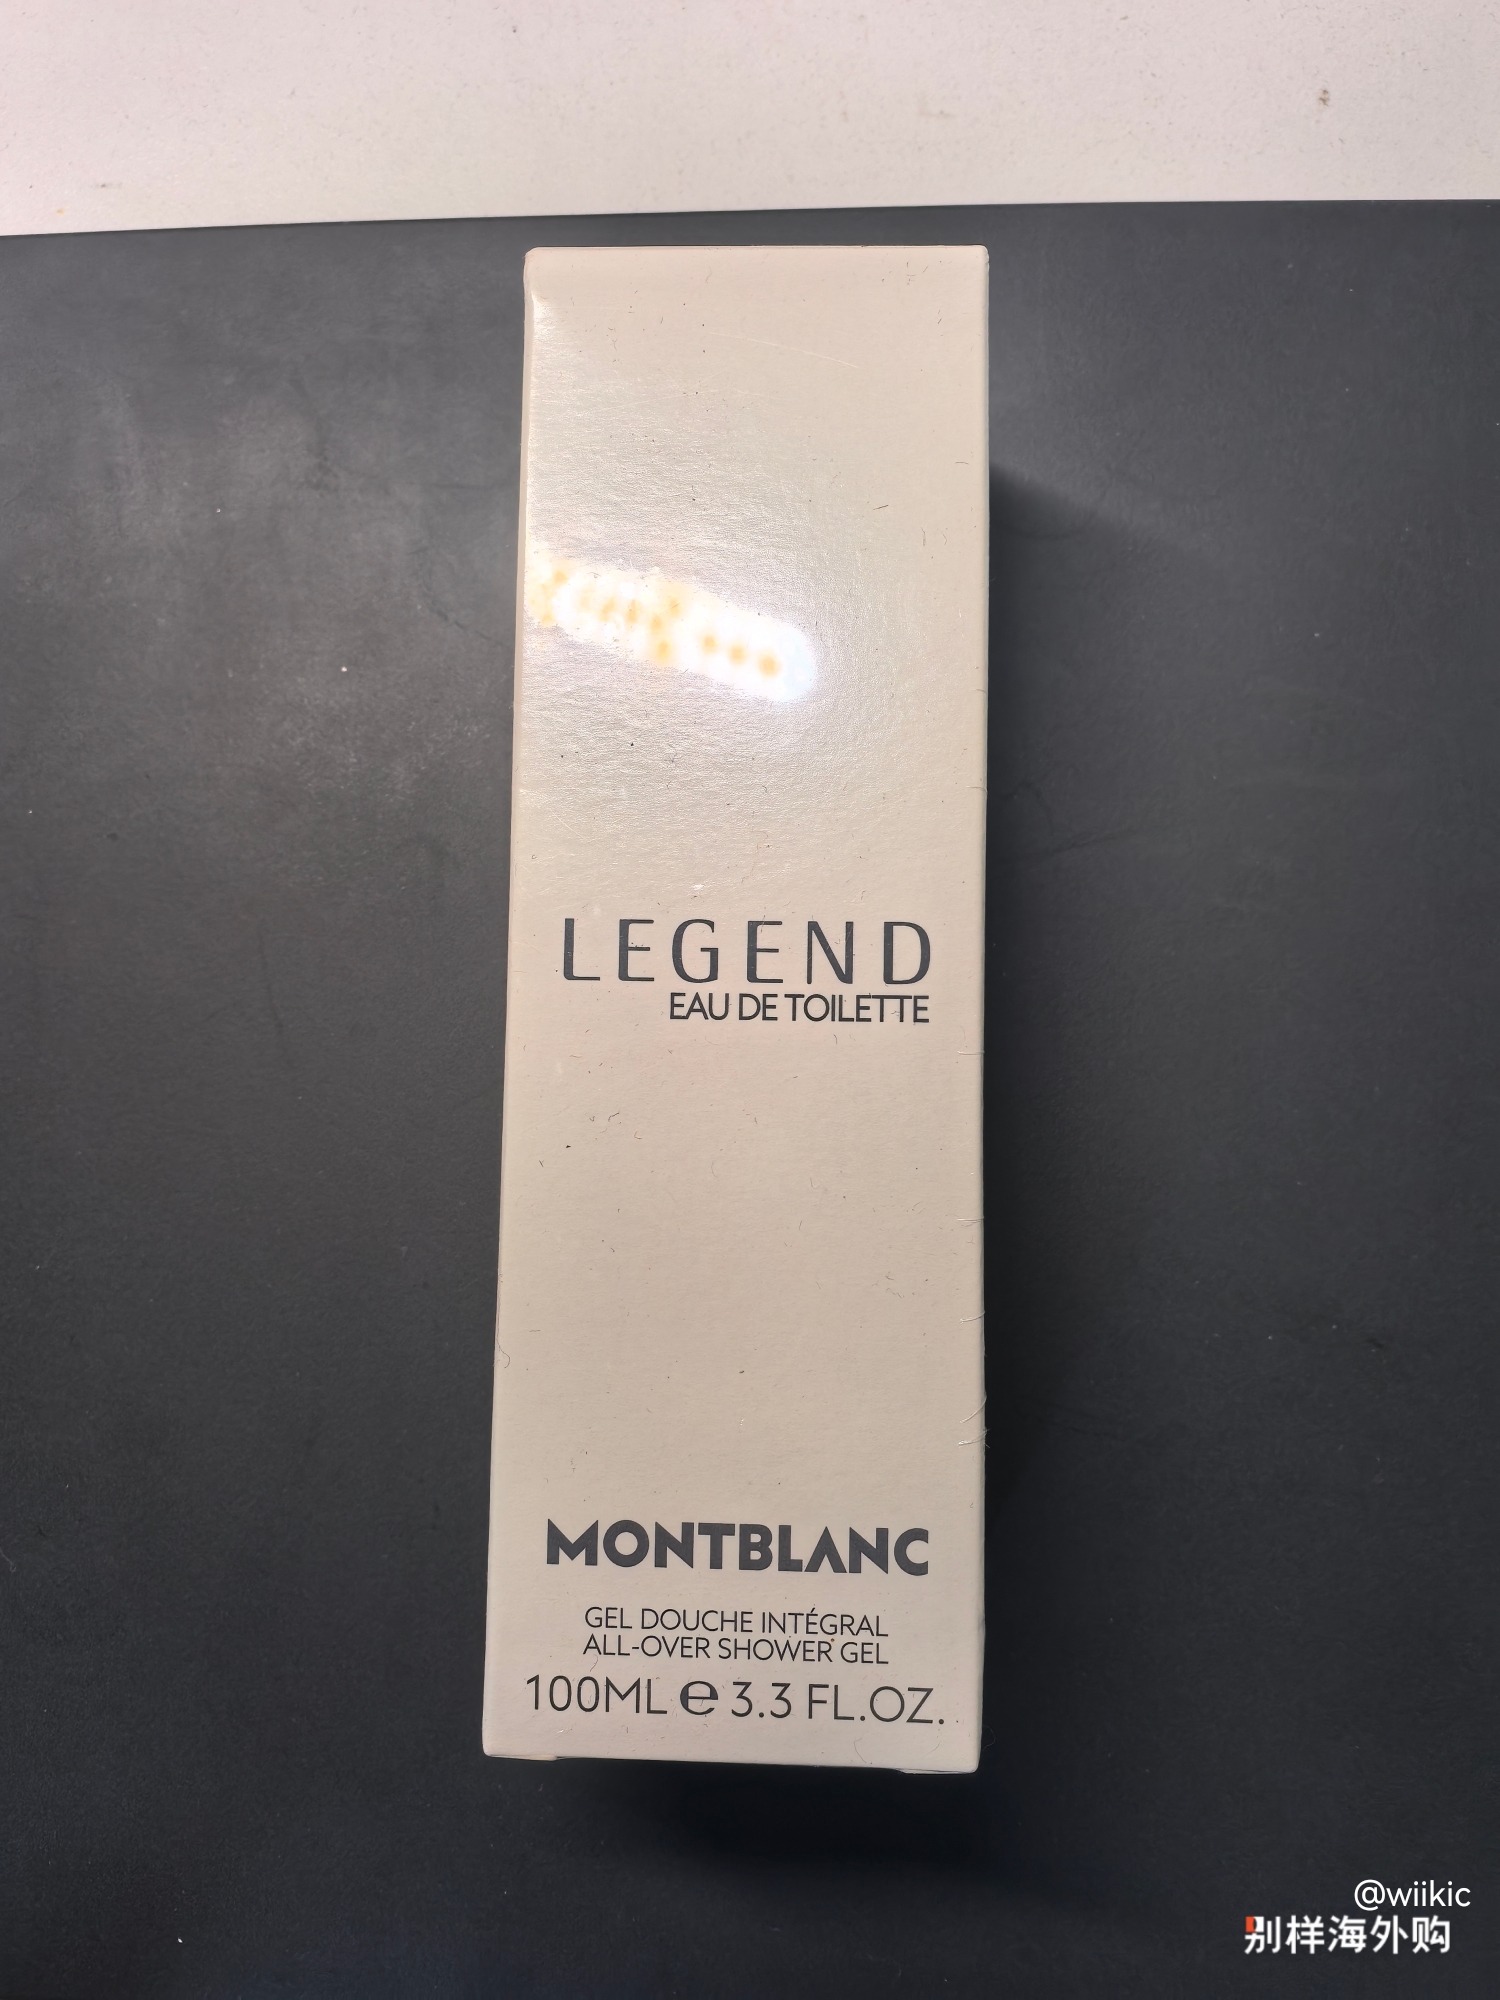 LEGEND
EAU DE TOILETTE
MONTBLANC
GEL DOUCHE INTÉGRAL
ALL-OVER SHOWER GEL
100ML ℮ 3.3 FL.OZ.
@wiikic
别样海外购